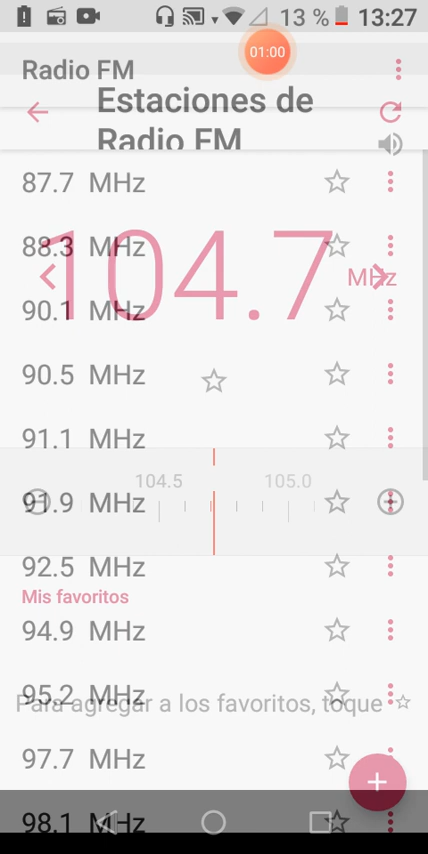 13 % 13:27
01:00
Radio FM
Estaciones de
Radio FM
87.7 MHz
88.3 MHz
104.7 MHz
90.1 MHz
90.5 MHz
91.1 MHz
104.5 105.0
91.9 MHz
92.5 MHz
Mis favoritos
94.9 MHz
95.2 MHz
Para agregar a los favoritos, toque
97.7 MHz
98.1 MHz